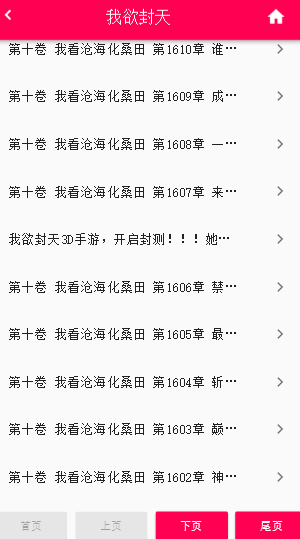 我欲封天
第十卷 我看沧海化桑田 第1610章 谁…
第十卷 我看沧海化桑田 第1609章 成…
第十卷 我看沧海化桑田 第1608章 一…
第十卷 我看沧海化桑田 第1607章 来…
我欲封天3D手游，开启封测！！！她…
第十卷 我看沧海化桑田 第1606章 禁…
第十卷 我看沧海化桑田 第1605章 最…
第十卷 我看沧海化桑田 第1604章 斩…
第十卷 我看沧海化桑田 第1603章 巅…
第十卷 我看沧海化桑田 第1602章 神…
首页 上页 下页 尾页